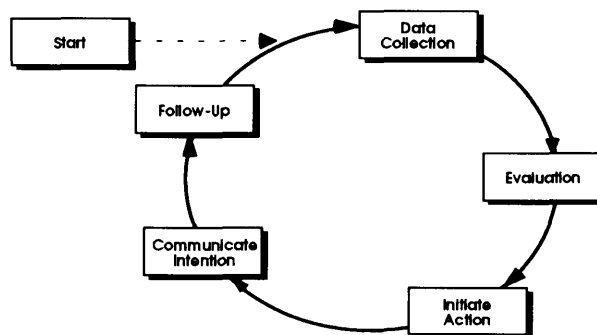 Start
Data
Collection
Follow-Up
Evaluation
Communicate
Intention
Initiate
Action